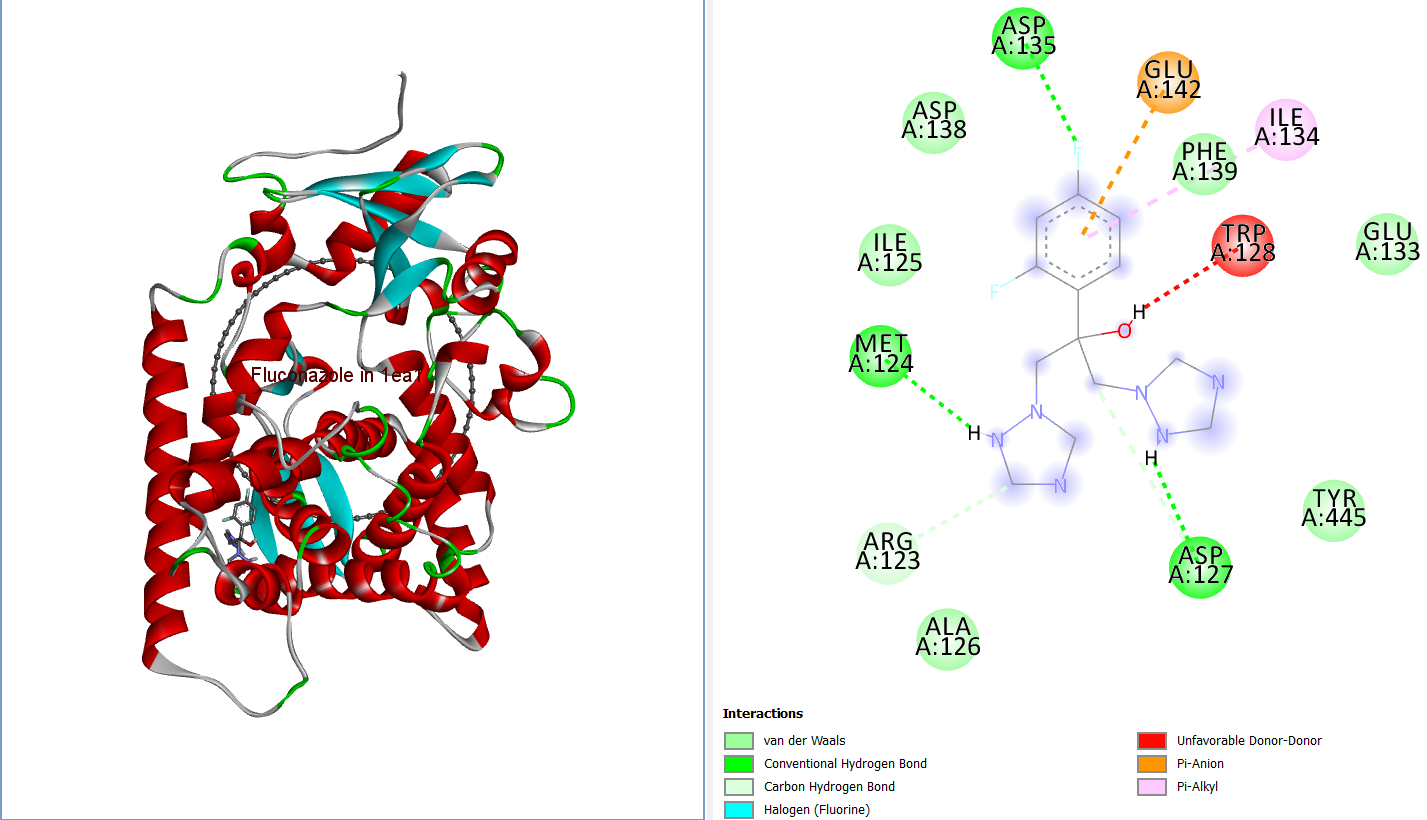 Fluconazole in Tea1
ASP
A:135
GLU
A:142
ASP
A:138
ILE
A:134
PHE
A:139
F
ILE
A:125
TRP
A:128
GLU
A:133
F
H
O
MET
A:124
N
N
N
H
N
N
H
N
TYR
A:445
ARG
A:123
ASP
A:127
ALA
A:126
Interactions
van der Waals
Conventional Hydrogen Bond
Carbon Hydrogen Bond
Halogen (Fluorine)
Unfavorable Donor-Donor
Pi-Anion
Pi-Alkyl